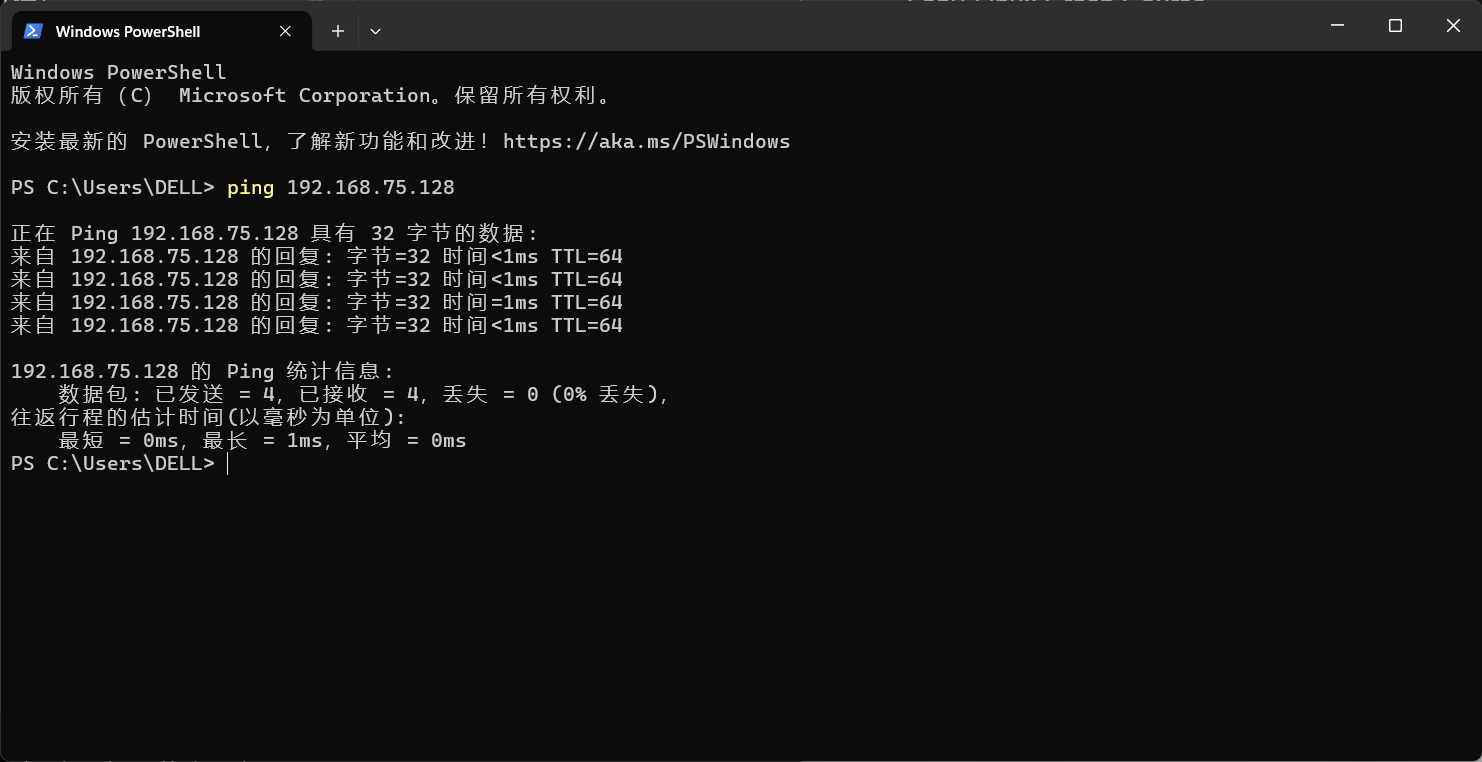 Windows PowerShell
Windows PowerShell
版权所有（C） Microsoft Corporation。保留所有权利。
安装最新的 PowerShell，了解新功能和改进！https://aka.ms/PSWindows
PS C:\Users\DELL> ping 192.168.75.128
正在 Ping 192.168.75.128 具有 32 字节的数据:
来自 192.168.75.128 的回复: 字节=32 时间<1ms TTL=64
来自 192.168.75.128 的回复: 字节=32 时间<1ms TTL=64
来自 192.168.75.128 的回复: 字节=32 时间=1ms TTL=64
来自 192.168.75.128 的回复: 字节=32 时间<1ms TTL=64
192.168.75.128 的 Ping 统计信息:
    数据包: 已发送 = 4，已接收 = 4，丢失 = 0 (0% 丢失)，
往返行程的估计时间(以毫秒为单位):
    最短 = 0ms，最长 = 1ms，平均 = 0ms
PS C:\Users\DELL>